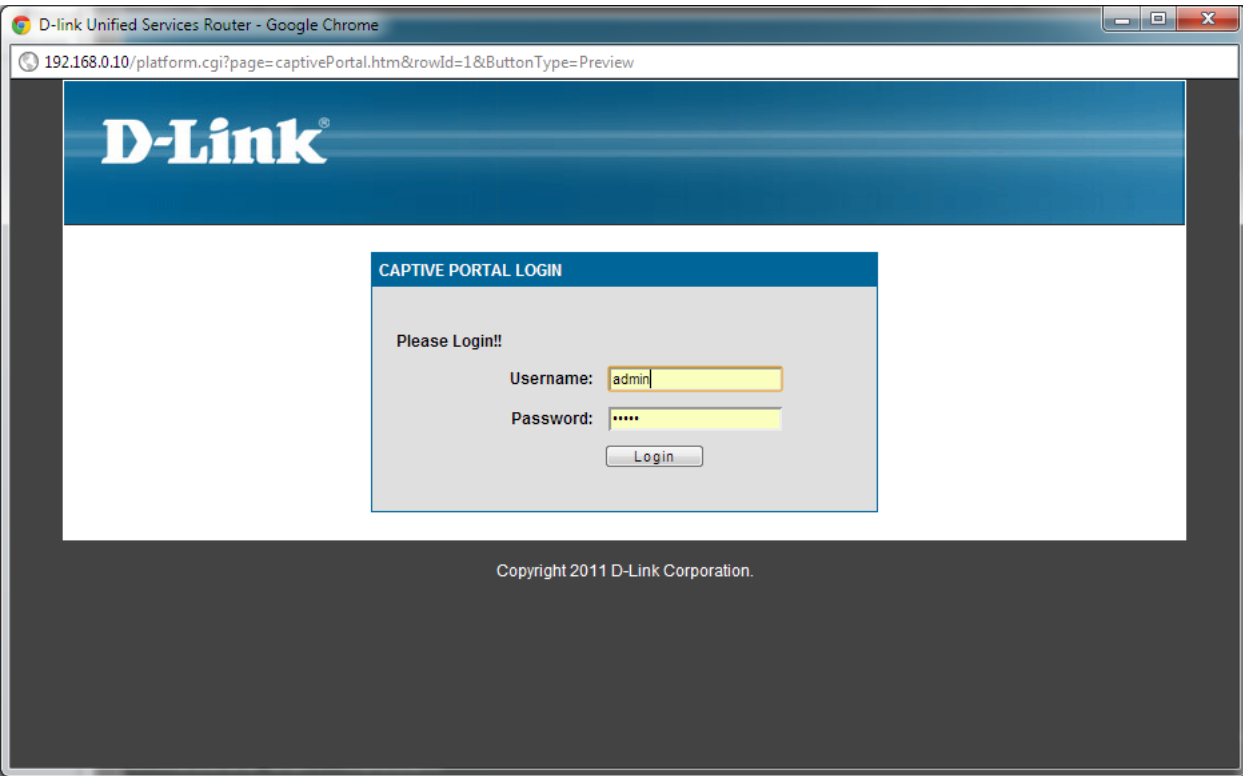 D-link Unified Services Router - Google Chrome
192.168.0.10/platform.cgi?page=captivePortal.htm&rowId=1&ButtonType=Preview
D-Link®
CAPTIVE PORTAL LOGIN
Please Login!!
Username: admin
Password: •••••
Login
Copyright 2011 D-Link Corporation.